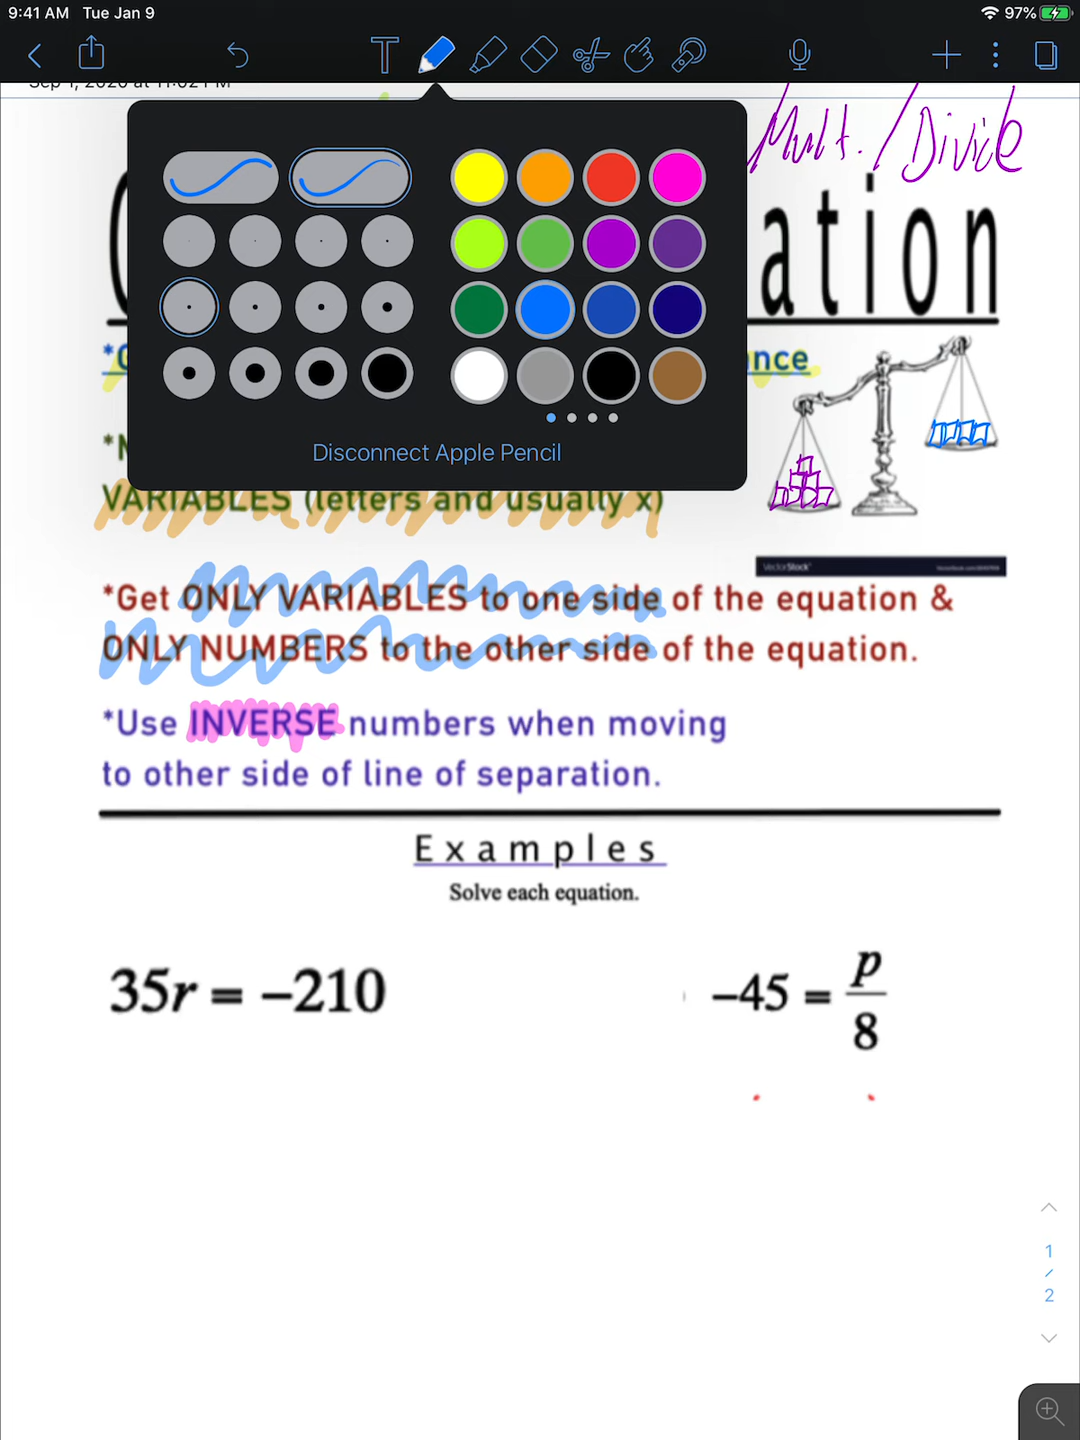 9:41 AM Tue Jan 9 97%
Mult. / Divide
ation
nce
Disconnect Apple Pencil
VARIABLES (letters and usually x)
VectorStock
*Get ONLY VARIABLES to one side of the equation &
ONLY NUMBERS to the other side of the equation.
*Use INVERSE numbers when moving
to other side of line of separation.
Examples
Solve each equation.
35r = −210
−45 = p/8
1
/
2